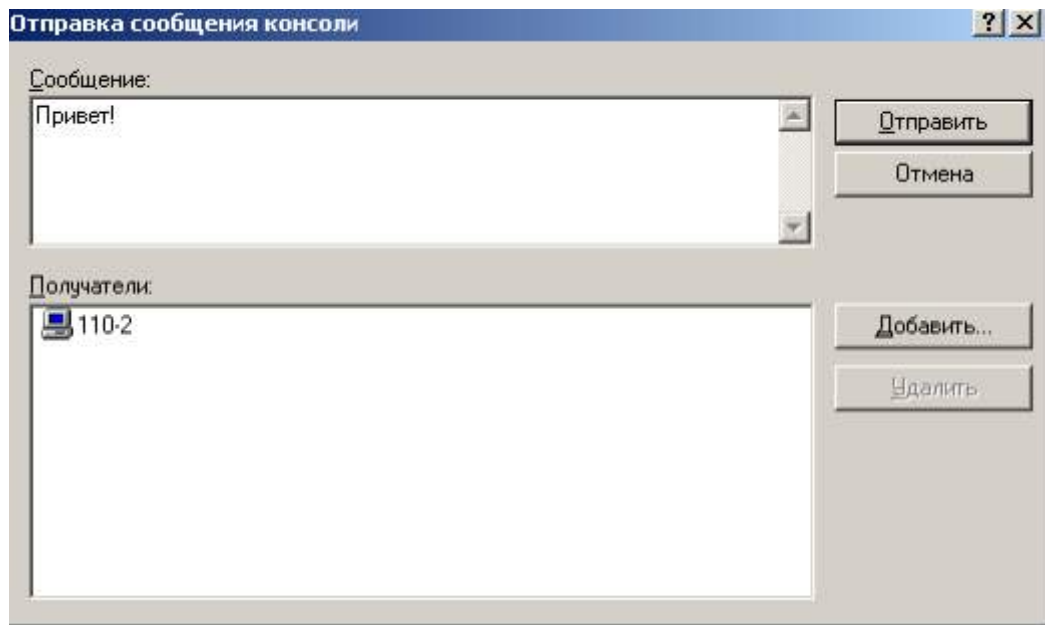 Отправка сообщения консоли
Сообщение:
Привет!
Отправить
Отмена
Получатели:
110-2
Добавить...
Удалить